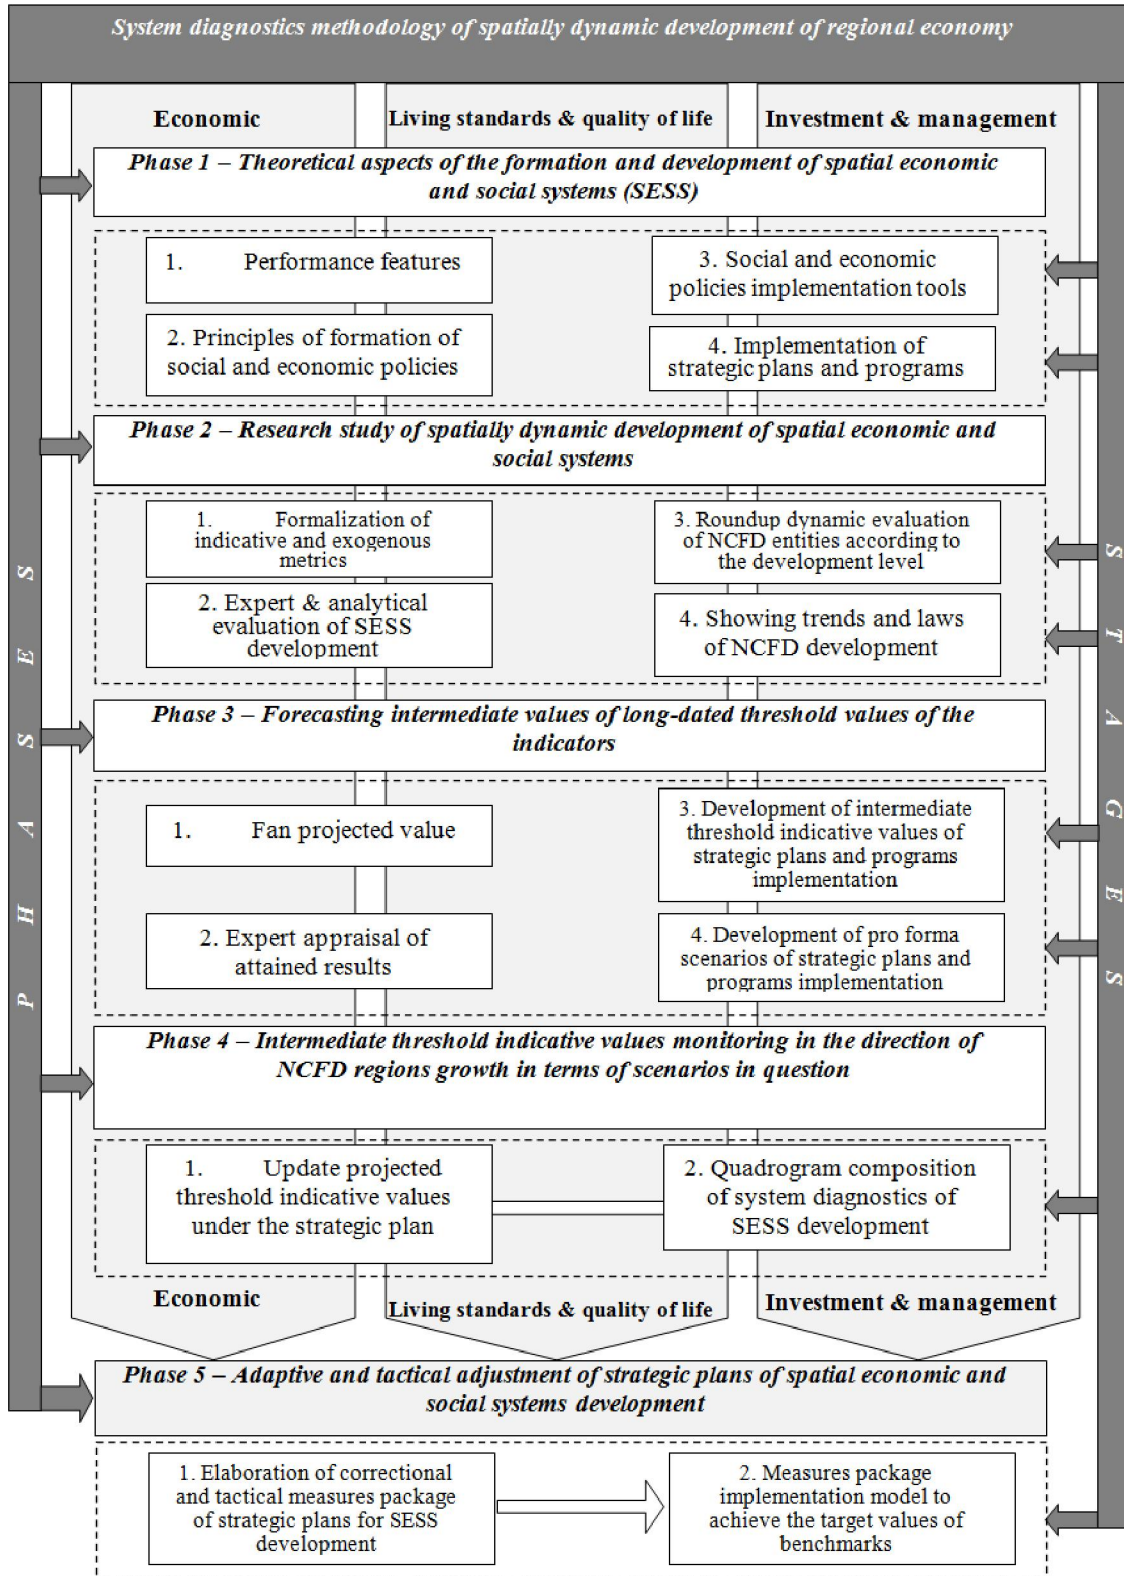 System diagnostics methodology of spatially dynamic development of regional economy
Economic
Living standards & quality of life
Investment & management
Phase 1 – Theoretical aspects of the formation and development of spatial economic
and social systems (SESS)
1. Performance features
2. Principles of formation of
social and economic policies
3. Social and economic
policies implementation tools
4. Implementation of
strategic plans and programs
Phase 2 – Research study of spatially dynamic development of spatial economic and
social systems
1. Formalization of
indicative and exogenous
metrics
2. Expert & analytical
evaluation of SESS
development
3. Roundup dynamic evaluation
of NCFD entities according to
the development level
4. Showing trends and laws
of NCFD development
Phase 3 – Forecasting intermediate values of long-dated threshold values of the
indicators
1. Fan projected value
2. Expert appraisal of
attained results
3. Development of intermediate
threshold indicative values of
strategic plans and programs
implementation
4. Development of pro forma
scenarios of strategic plans and
programs implementation
Phase 4 – Intermediate threshold indicative values monitoring in the direction of
NCFD regions growth in terms of scenarios in question
1. Update projected
threshold indicative values
under the strategic plan
2. Quadrogram composition
of system diagnostics of
SESS development
Economic
Living standards & quality of life
Investment & management
Phase 5 – Adaptive and tactical adjustment of strategic plans of spatial economic and
social systems development
1. Elaboration of correctional
and tactical measures package
of strategic plans for SESS
development
2. Measures package
implementation model to
achieve the target values of
benchmarks
PHASES
STAGES